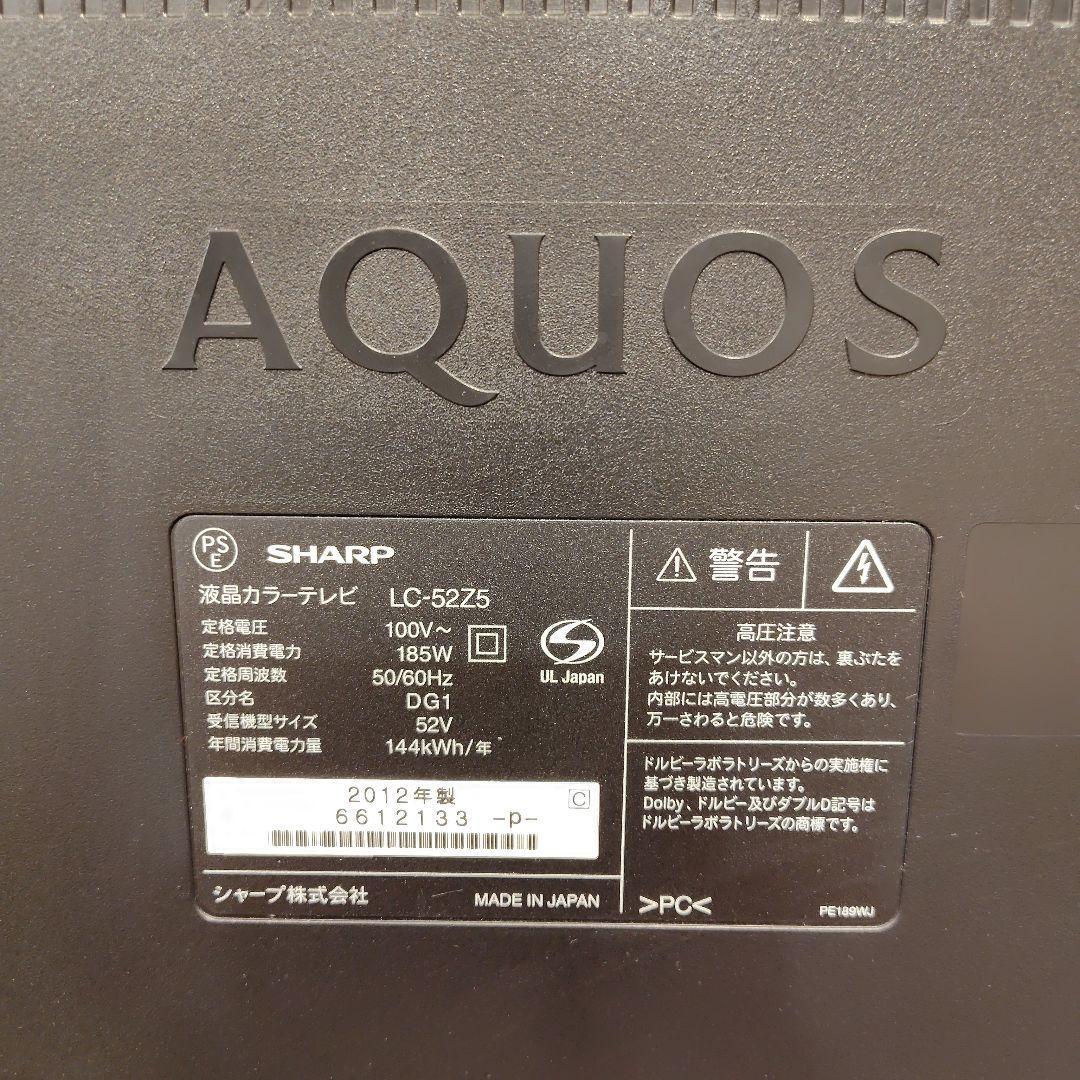 AQUOS
PS
E
SHARP
液晶カラーテレビ LC-52Z5
定格電圧 100V～
定格消費電力 185W
定格周波数 50/60Hz
区分名 DG1
受信機型サイズ 52V
年間消費電力量 144kWh/年
UL Japan
2012年製 C
6612133 -P-
シャープ株式会社 MADE IN JAPAN
警告
高圧注意
サービスマン以外の方は、裏ぶたを
あけないでください。
内部には高電圧部分が数多くあり、
万一さわると危険です。
ドルビーラボラトリーズからの実施権に
基づき製造されています。
Dolby、ドルビー及びダブルD記号は
ドルビーラボラトリーズの商標です。
>PC<
PE189WJ